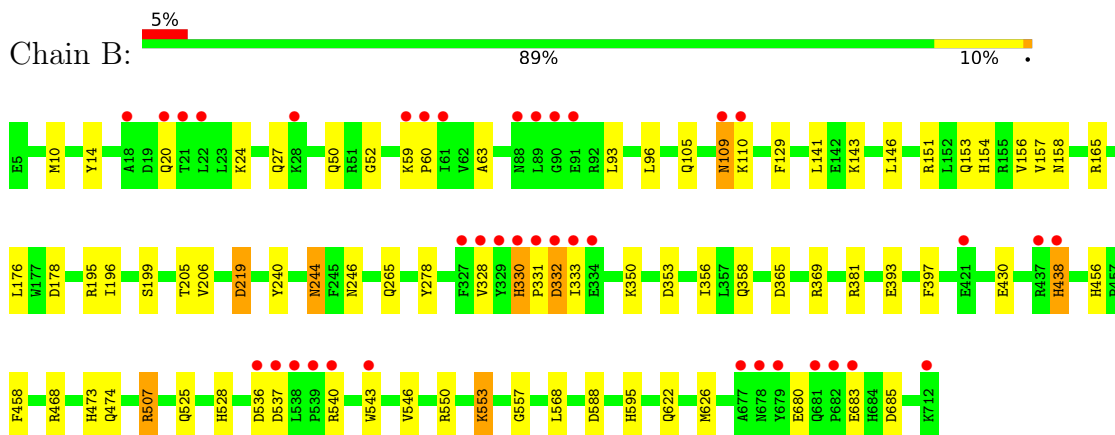 5%
Chain B:
89% 10% •
E5 M10 Y14 A18 D19 Q20 T21 L22 L23 K24 Q27 K28 Q50 R51 G52 K59 P60 I61 V62 A63 N88 L89 G90 E91 R92 L93 L96 Q105 N109 K110 F129 L141 E142 K143 L146 R151 L152 Q153 H154 R155 V156 V157 N158 R165
L176 W177 D178 R195 I196 S199 T205 V206 D219 Y240 N244 F245 N246 Q265 Y278 F327 V328 Y329 H330 P331 D332 I333 E334 K350 D353 I356 L357 Q358 D365 R369 R381 E393 F397 E421 E430 R437 H438 H456 P457
F458 R468 H473 Q474 R507 Q525 H528 D536 D537 L538 P539 R540 W543 V546 R550 K553 G557 L568 D588 H595 Q622 M626 A677 N678 Y679 E680 Q681 P682 E683 H684 D685 K712